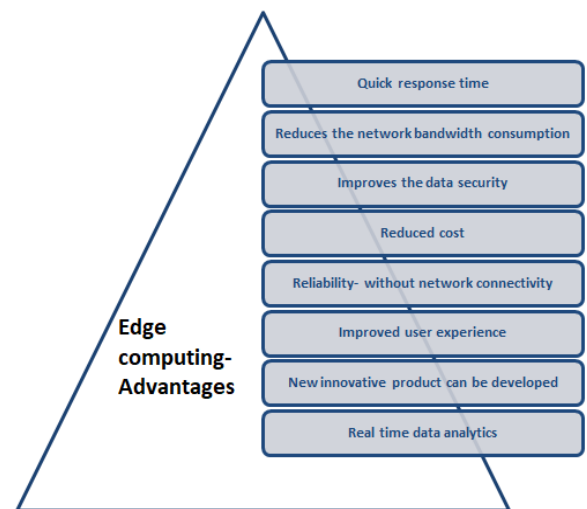 Quick response time
Reduces the network bandwidth consumption
Improves the data security
Reduced cost
Reliability- without network connectivity
Improved user experience
New innovative product can be developed
Real time data analytics
Edge
computing-
Advantages